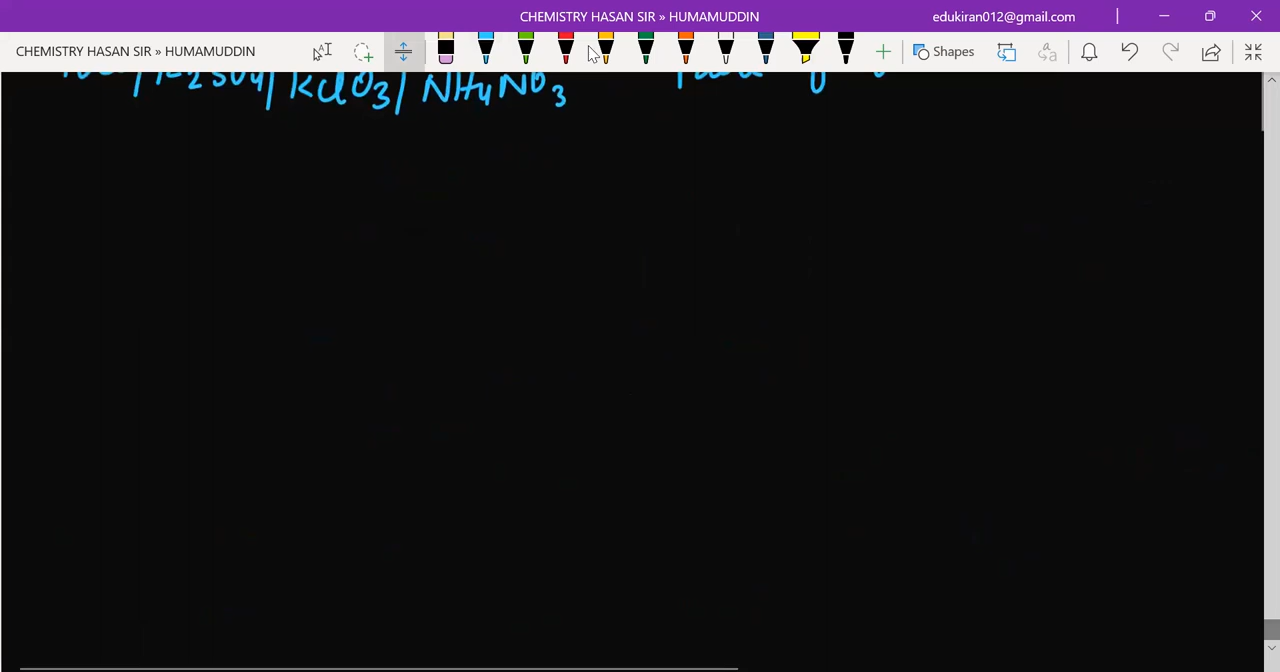 CHEMISTRY HASAN SIR » HUMAMUDDIN
edukiran012@gmail.com
CHEMISTRY HASAN SIR » HUMAMUDDIN
Shapes
KClO3/ NH4NO3